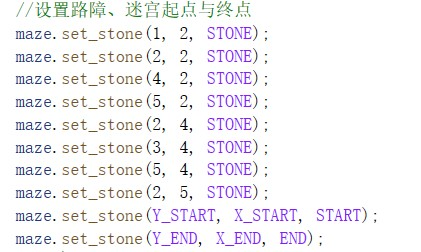 //设置路障、迷宫起点与终点
maze.set_stone(1, 2, STONE);
maze.set_stone(2, 2, STONE);
maze.set_stone(4, 2, STONE);
maze.set_stone(5, 2, STONE);
maze.set_stone(2, 4, STONE);
maze.set_stone(3, 4, STONE);
maze.set_stone(5, 4, STONE);
maze.set_stone(2, 5, STONE);
maze.set_stone(Y_START, X_START, START);
maze.set_stone(Y_END, X_END, END);